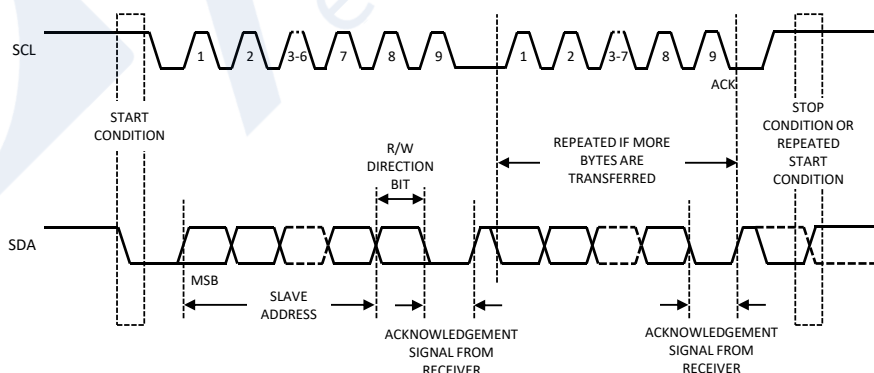 SCL
1
2
3-6
7
8
9
1
2
3-7
8
9
ACK
START
CONDITION
R/W
DIRECTION
BIT
REPEATED IF MORE
BYTES ARE
TRANSFERRED
STOP
CONDITION OR
REPEATED
START
CONDITION
SDA
MSB
SLAVE
ADDRESS
ACKNOWLEDGEMENT
SIGNAL FROM
RECEIVER
ACKNOWLEDGEMENT
SIGNAL FROM
RECEIVER